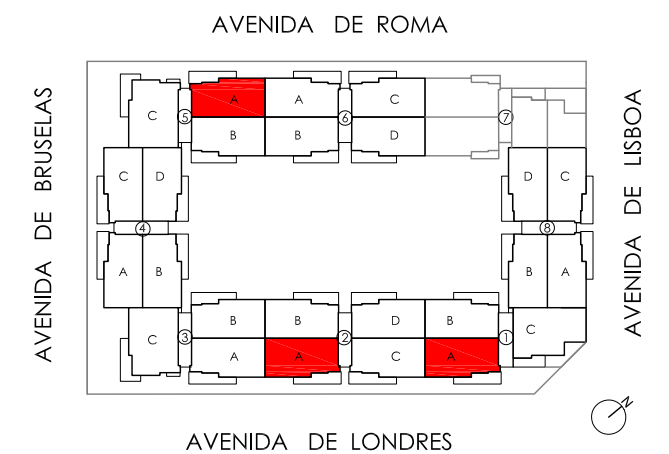 AVENIDA DE ROMA
AVENIDA DE BRUSELAS
AVENIDA DE LISBOA
C 5 A A 6 C 7
B B D
C D D C
4 8
A B B A
B B D B
C 3 2 1 C
A A C A
N
AVENIDA DE LONDRES